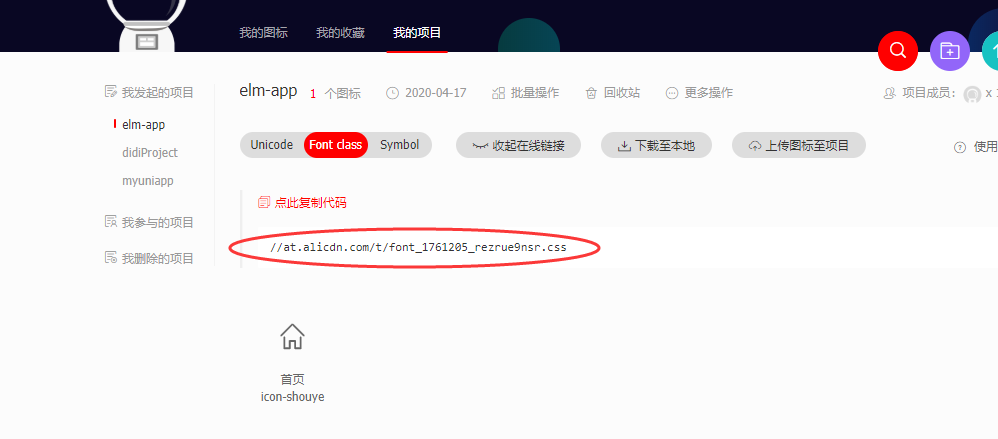 我的图标 我的收藏 我的项目
我发起的项目
elm-app
didiProject
myuniapp
我参与的项目
我删除的项目
elm-app 1 个图标 2020-04-17 批量操作 回收站 更多操作 项目成员: x
Unicode Font class Symbol 收起在线链接 下载至本地 上传图标至项目 使用
点此复制代码
//at.alicdn.com/t/font_1761205_rezrue9nsr.css
首页
icon-shouye